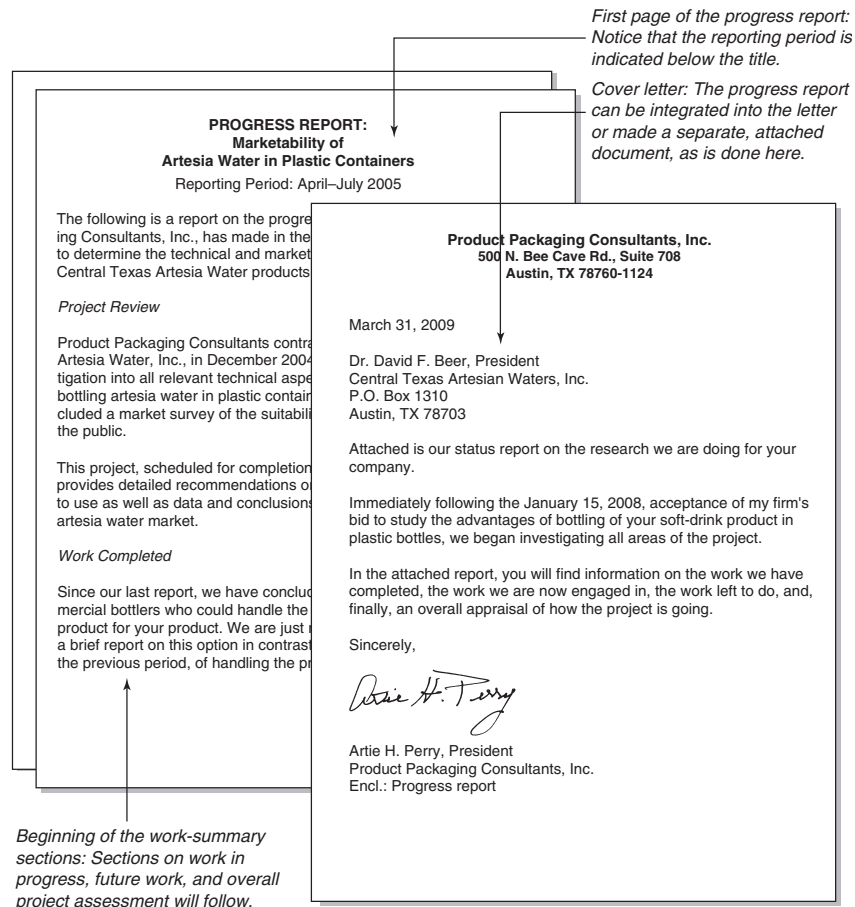 First page of the progress report:
Notice that the reporting period is
indicated below the title.
Cover letter: The progress report
can be integrated into the letter
or made a separate, attached
document, as is done here.
PROGRESS REPORT:
Marketability of
Artesia Water in Plastic Containers
Reporting Period: April–July 2005
The following is a report on the progre
ing Consultants, Inc., has made in the
to determine the technical and market
Central Texas Artesia Water products
Project Review
Product Packaging Consultants contra
Artesia Water, Inc., in December 2004
tigation into all relevant technical aspe
bottling artesia water in plastic contain
cluded a market survey of the suitabili
the public.
This project, scheduled for completion
provides detailed recommendations o
to use as well as data and conclusions
artesia water market.
Work Completed
Since our last report, we have conclud
mercial bottlers who could handle the
product for your product. We are just
a brief report on this option in contrast
the previous period, of handling the pr
Product Packaging Consultants, Inc.
500 N. Bee Cave Rd., Suite 708
Austin, TX 78760-1124
March 31, 2009
Dr. David F. Beer, President
Central Texas Artesian Waters, Inc.
P.O. Box 1310
Austin, TX 78703
Attached is our status report on the research we are doing for your
company.
Immediately following the January 15, 2008, acceptance of my firm's
bid to study the advantages of bottling of your soft-drink product in
plastic bottles, we began investigating all areas of the project.
In the attached report, you will find information on the work we have
completed, the work we are now engaged in, the work left to do, and,
finally, an overall appraisal of how the project is going.
Sincerely,
Artie H. Perry
Artie H. Perry, President
Product Packaging Consultants, Inc.
Encl.: Progress report
Beginning of the work-summary
sections: Sections on work in
progress, future work, and overall
project assessment will follow.